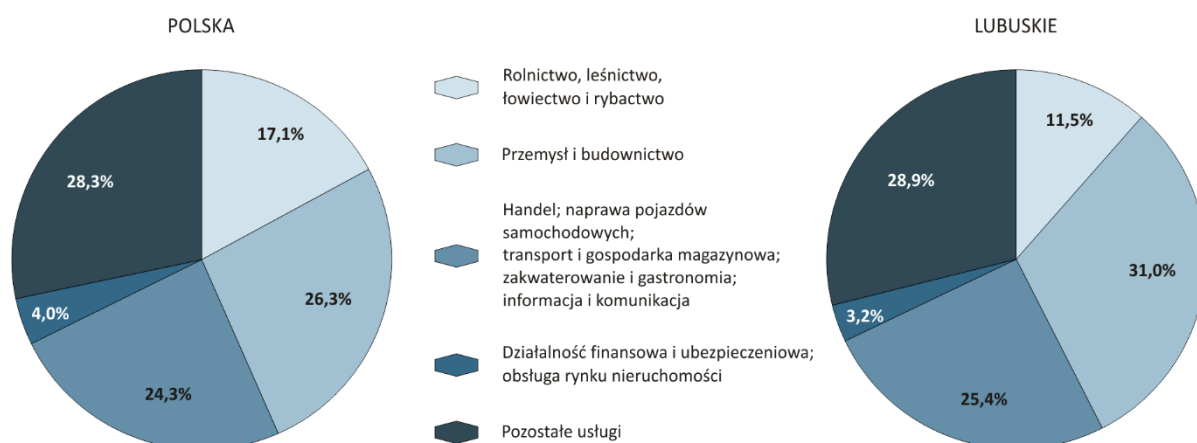 POLSKA
17,1%
26,3%
24,3%
4,0%
28,3%
Rolnictwo, leśnictwo,
łowiectwo i rybactwo
Przemysł i budownictwo
Handel; naprawa pojazdów
samochodowych;
transport i gospodarka magazynowa;
zakwaterowanie i gastronomia;
informacja i komunikacja
Działalność finansowa i ubezpieczeniowa;
obsługa rynku nieruchomości
Pozostałe usługi
LUBUSKIE
11,5%
31,0%
25,4%
3,2%
28,9%